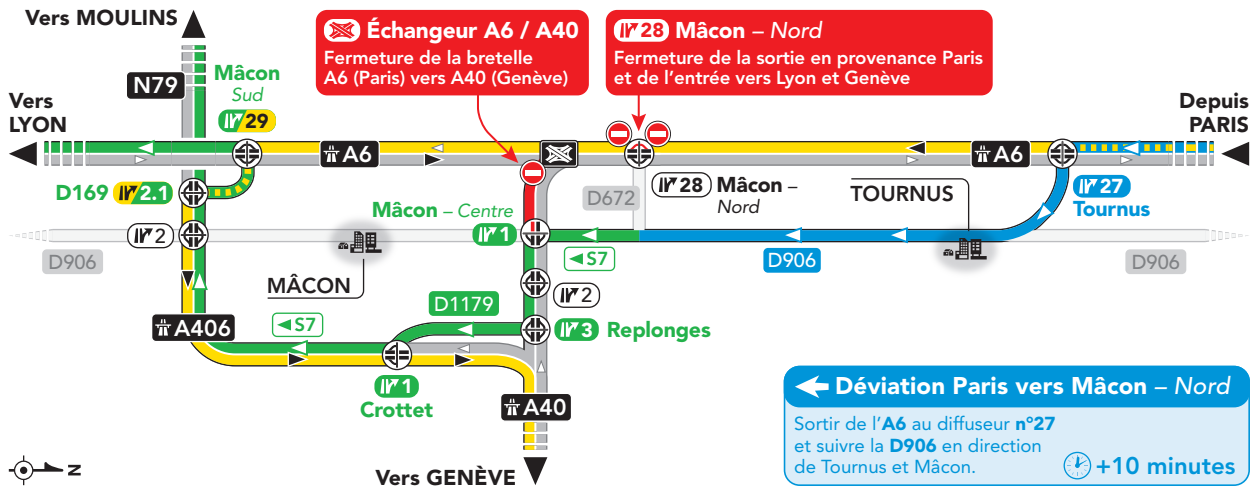 Vers MOULINS
Échangeur A6 / A40
Fermeture de la bretelle
A6 (Paris) vers A40 (Genève)
28 Mâcon – Nord
Fermeture de la sortie en provenance Paris
et de l'entrée vers Lyon et Genève
N79
Mâcon
Sud
29
Vers
LYON
Depuis
PARIS
A6
A6
D169 2.1
D672
28 Mâcon –
Nord
TOURNUS
27
Tournus
Mâcon – Centre
1
2
S7
D906
D906
D906
MÂCON
2
D1179
A406
S7
3 Replonges
1
Crottet
A40
Vers GENÈVE
N
Déviation Paris vers Mâcon – Nord
Sortir de l'A6 au diffuseur n°27
et suivre la D906 en direction
de Tournus et Mâcon.
+10 minutes